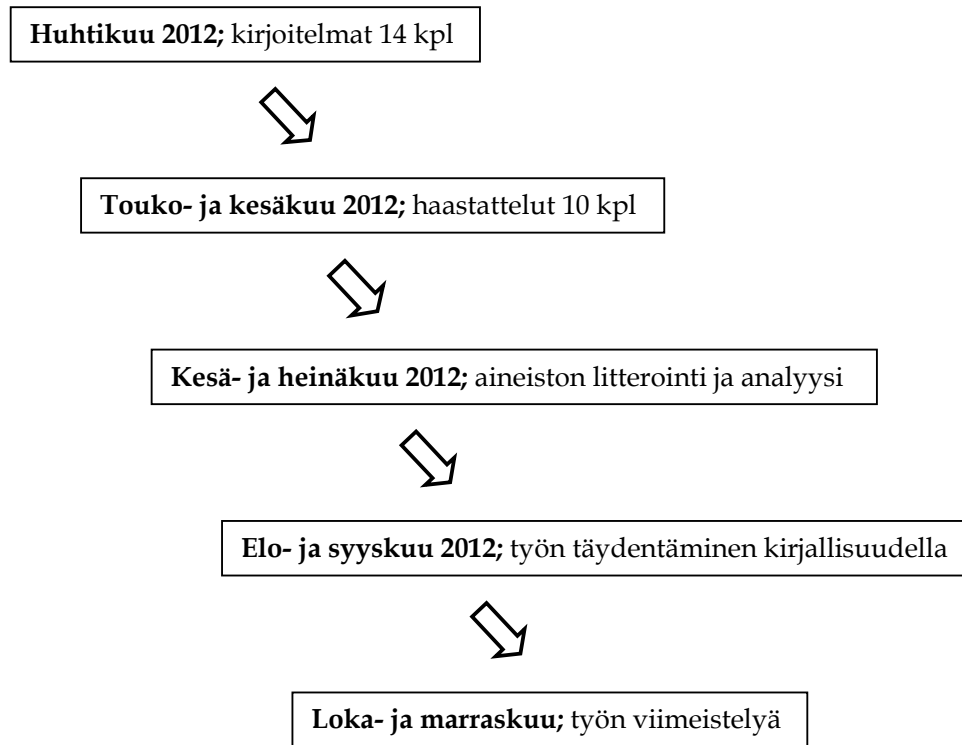 Huhtikuu 2012; kirjoitelmat 14 kpl
Touko- ja kesäkuu 2012; haastattelut 10 kpl
Kesä- ja heinäkuu 2012; aineiston litterointi ja analyysi
Elo- ja syyskuu 2012; työn täydentäminen kirjallisuudella
Loka- ja marraskuu; työn viimeistelyä